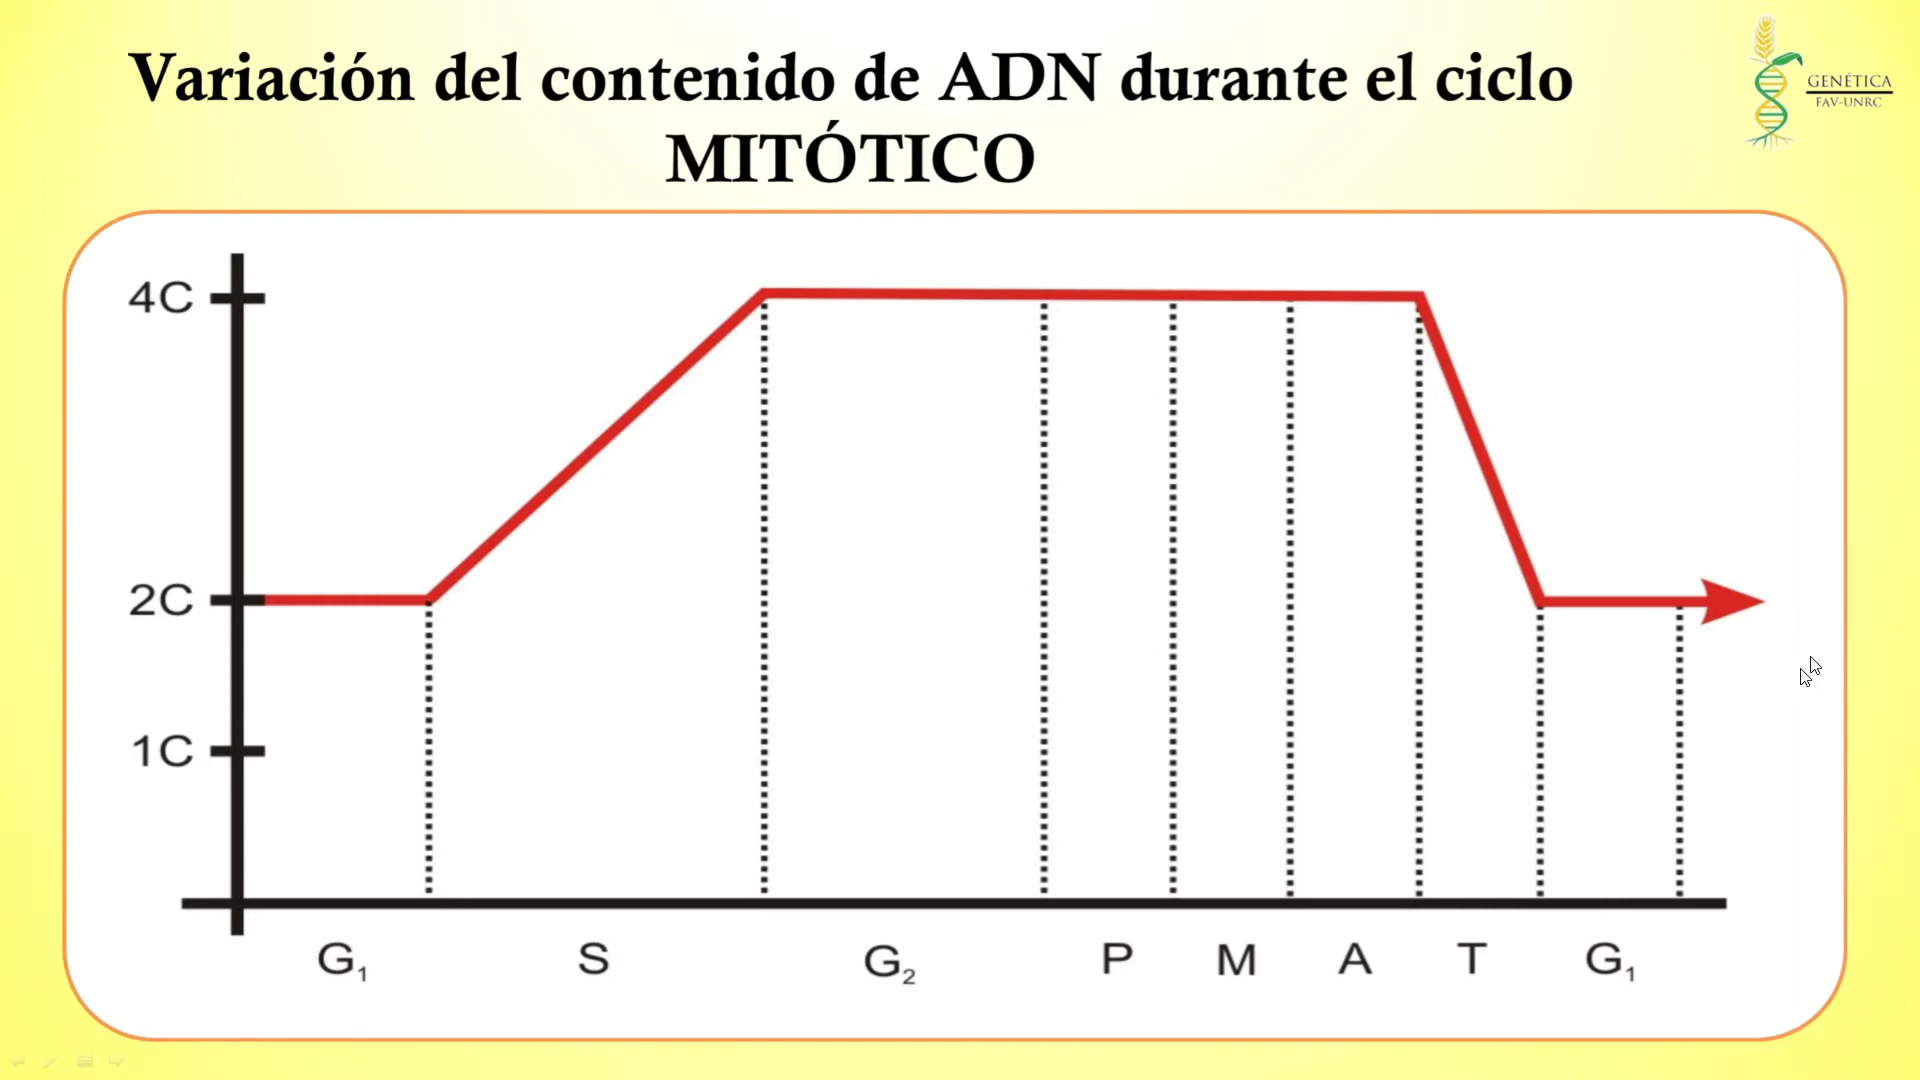 Variación del contenido de ADN durante el ciclo
MITÓTICO
GENÉTICA
FAV-UNRC
4C
2C
1C
G₁ S G₂ P M A T G₁